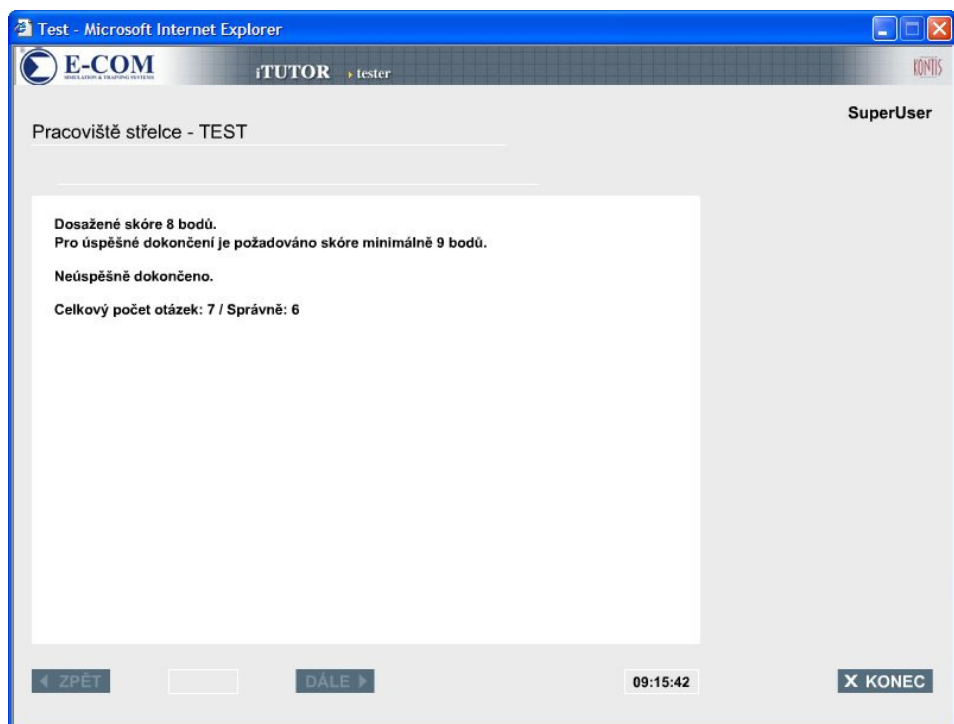 Test - Microsoft Internet Explorer
E-COM
SIMULATION & TRAINING SYSTEMS
iTUTOR tester
KONTIS
SuperUser
Pracoviště střelce - TEST
Dosažené skóre 8 bodů.
Pro úspěšné dokončení je požadováno skóre minimálně 9 bodů.
Neúspěšně dokončeno.
Celkový počet otázek: 7 / Správně: 6
ZPĚT
DÁLE
09:15:42
X KONEC